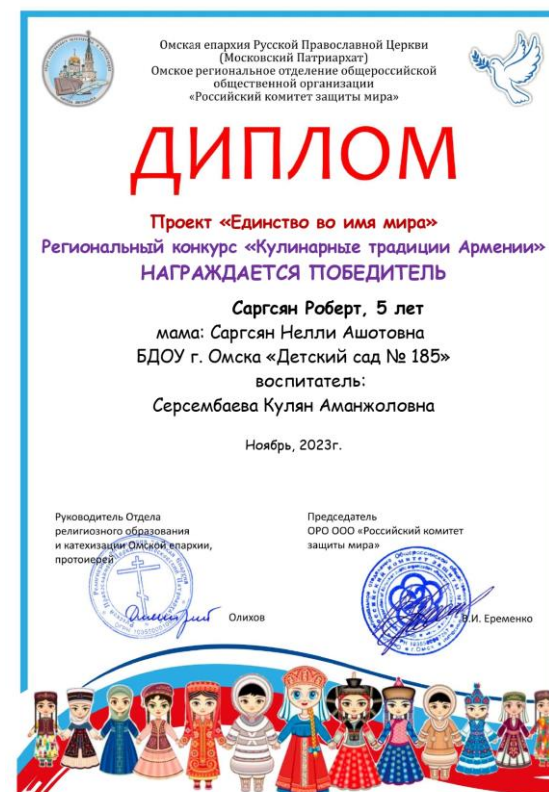 Омская епархия Русской Православной Церкви
(Московский Патриархат)
Омское региональное отделение общероссийской
общественной организации
«Российский комитет защиты мира»
ДИПЛОМ
Проект «Единство во имя мира»
Региональный конкурс «Кулинарные традиции Армении»
НАГРАЖДАЕТСЯ ПОБЕДИТЕЛЬ
Саргсян Роберт, 5 лет
мама: Саргсян Нелли Ашотовна
БДОУ г. Омска «Детский сад № 185»
воспитатель:
Серсембаева Кулян Аманжоловна
Ноябрь, 2023г.
Руководитель Отдела
религиозного образования
и катехизации Омской епархии,
протоиерей
Олихов
Председатель
ОРО ООО «Российский комитет
защиты мира»
В.И. Еременко